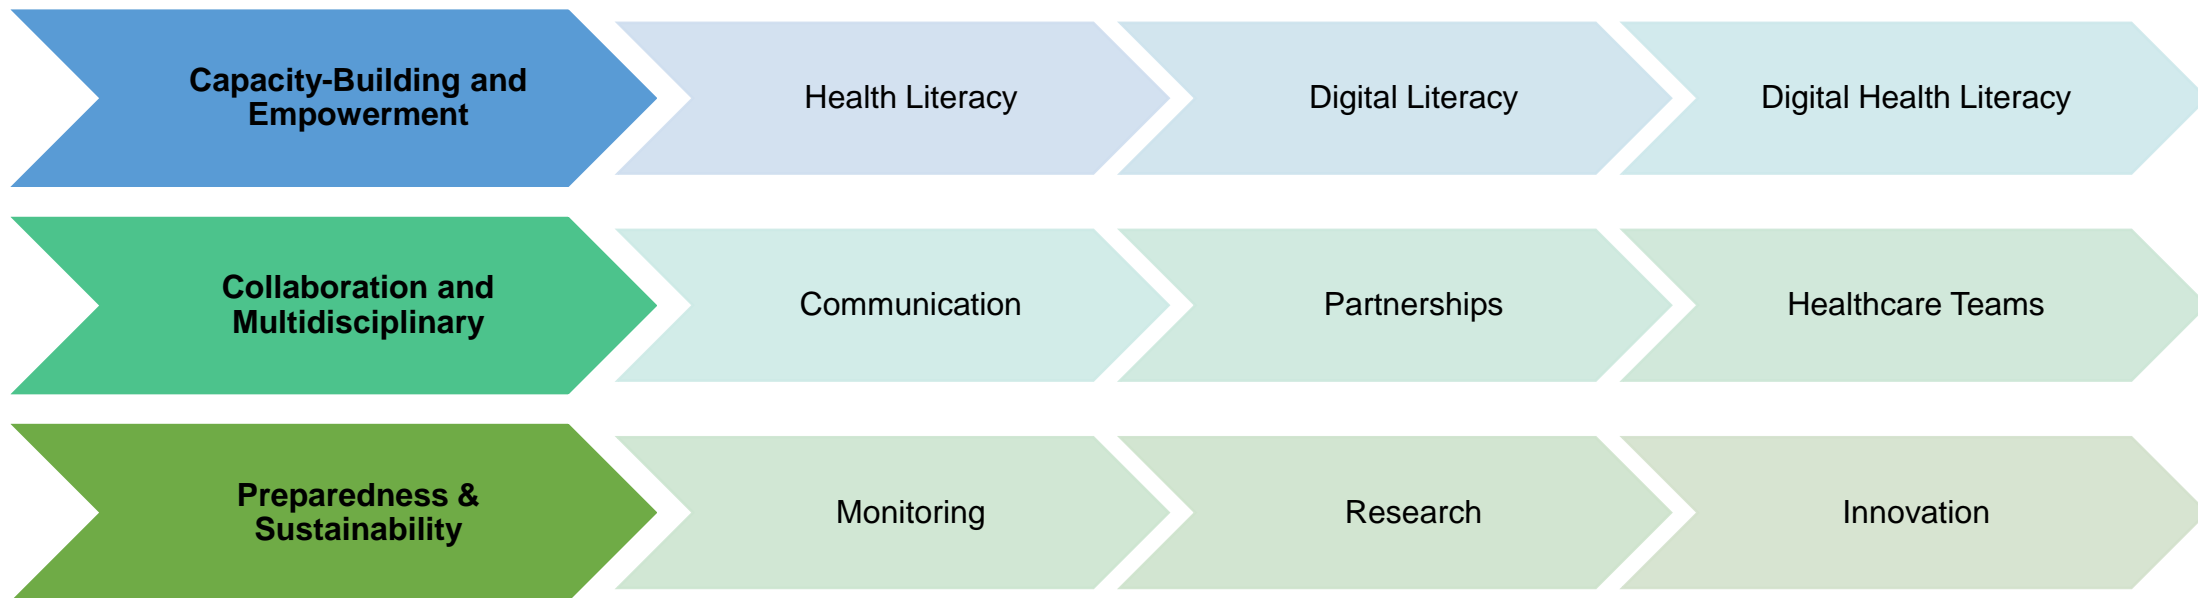 Capacity-Building and
Empowerment
Health Literacy
Digital Literacy
Digital Health Literacy
Collaboration and
Multidisciplinary
Communication
Partnerships
Healthcare Teams
Preparedness &
Sustainability
Monitoring
Research
Innovation